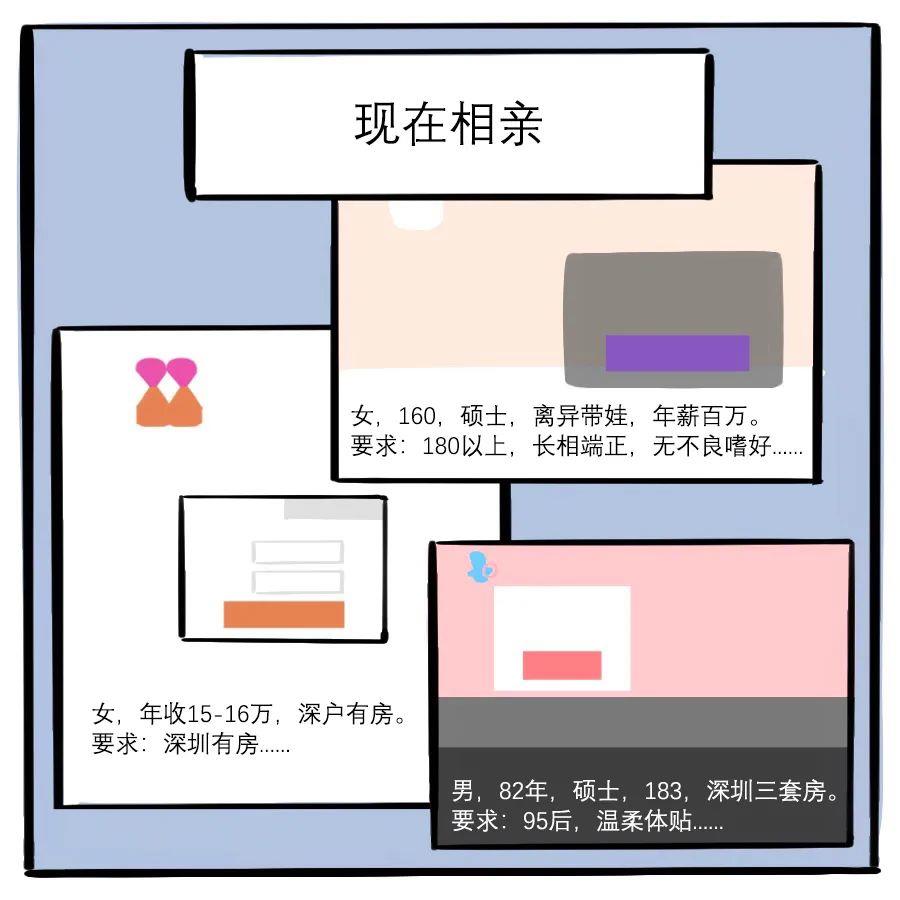 现在相亲
女，160，硕士，离异带娃，年薪百万。
要求：180以上，长相端正，无不良嗜好......
女，年收15-16万，深户有房。
要求：深圳有房......
男，82年，硕士，183，深圳三套房。
要求：95后，温柔体贴......